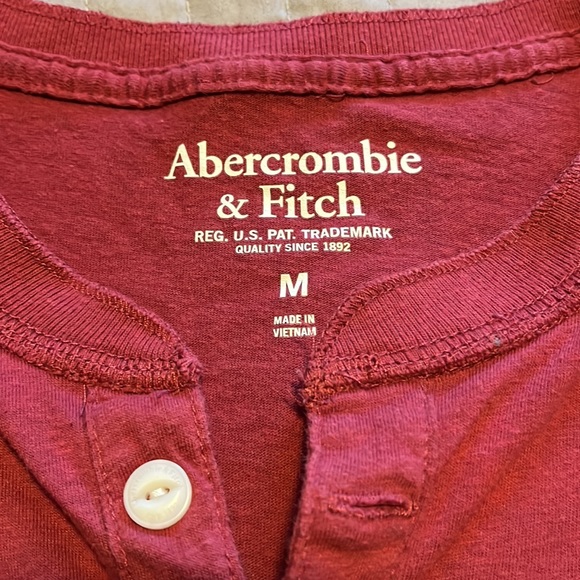 Abercrombie
& Fitch
REG. U.S. PAT. TRADEMARK
QUALITY SINCE 1892
M
MADE IN
VIETNAM